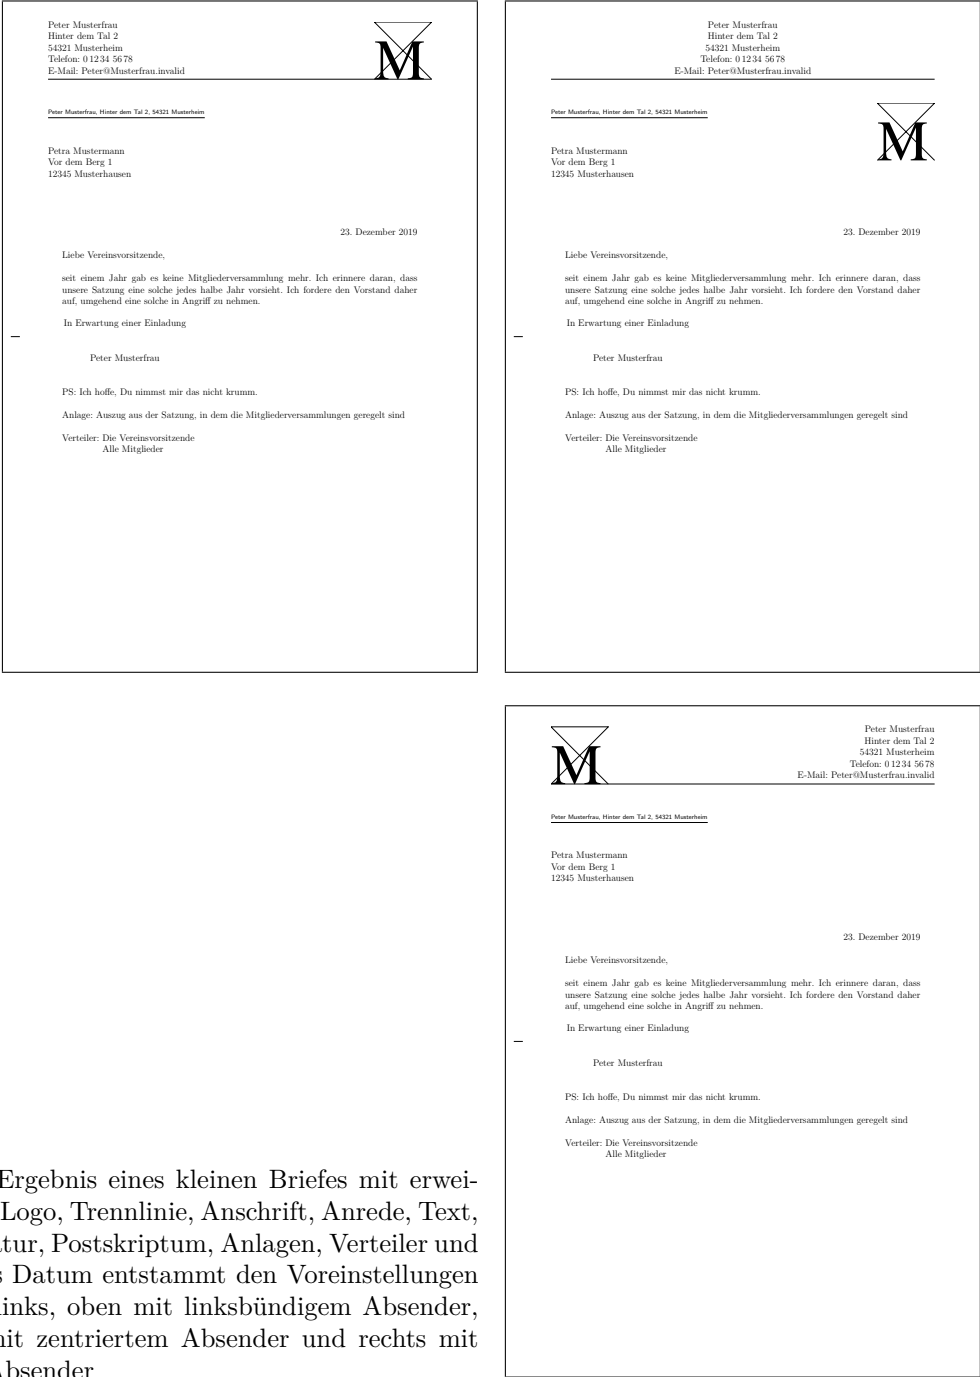 Peter Musterfrau
Hinter dem Tal 2
54321 Musterheim
Telefon: 0 12 34 56 78
E-Mail: Peter@Musterfrau.invalid
M
Peter Musterfrau, Hinter dem Tal 2, 54321 Musterheim
Petra Mustermann
Vor dem Berg 1
12345 Musterhausen
23. Dezember 2019
Liebe Vereinsvorsitzende,
seit einem Jahr gab es keine Mitgliederversammlung mehr. Ich erinnere daran, dass
unsere Satzung eine solche jedes halbe Jahr vorsieht. Ich fordere den Vorstand daher
auf, umgehend eine solche in Angriff zu nehmen.
In Erwartung einer Einladung
Peter Musterfrau
PS: Ich hoffe, Du nimmst mir das nicht krumm.
Anlage: Auszug aus der Satzung, in dem die Mitgliederversammlungen geregelt sind
Verteiler: Die Vereinsvorsitzende
Alle Mitglieder
Peter Musterfrau
Hinter dem Tal 2
54321 Musterheim
Telefon: 0 12 34 56 78
E-Mail: Peter@Musterfrau.invalid
Peter Musterfrau, Hinter dem Tal 2, 54321 Musterheim
M
Petra Mustermann
Vor dem Berg 1
12345 Musterhausen
23. Dezember 2019
Liebe Vereinsvorsitzende,
seit einem Jahr gab es keine Mitgliederversammlung mehr. Ich erinnere daran, dass
unsere Satzung eine solche jedes halbe Jahr vorsieht. Ich fordere den Vorstand daher
auf, umgehend eine solche in Angriff zu nehmen.
In Erwartung einer Einladung
Peter Musterfrau
PS: Ich hoffe, Du nimmst mir das nicht krumm.
Anlage: Auszug aus der Satzung, in dem die Mitgliederversammlungen geregelt sind
Verteiler: Die Vereinsvorsitzende
Alle Mitglieder
Ergebnis eines kleinen Briefes mit erwei-
Logo, Trennlinie, Anschrift, Anrede, Text,
tur, Postskriptum, Anlagen, Verteiler und
s Datum entstammt den Voreinstellungen
links, oben mit linksbündigem Absender,
mit zentriertem Absender und rechts mit
Absender
M
Peter Musterfrau
Hinter dem Tal 2
54321 Musterheim
Telefon: 0 12 34 56 78
E-Mail: Peter@Musterfrau.invalid
Peter Musterfrau, Hinter dem Tal 2, 54321 Musterheim
Petra Mustermann
Vor dem Berg 1
12345 Musterhausen
23. Dezember 2019
Liebe Vereinsvorsitzende,
seit einem Jahr gab es keine Mitgliederversammlung mehr. Ich erinnere daran, dass
unsere Satzung eine solche jedes halbe Jahr vorsieht. Ich fordere den Vorstand daher
auf, umgehend eine solche in Angriff zu nehmen.
In Erwartung einer Einladung
Peter Musterfrau
PS: Ich hoffe, Du nimmst mir das nicht krumm.
Anlage: Auszug aus der Satzung, in dem die Mitgliederversammlungen geregelt sind
Verteiler: Die Vereinsvorsitzende
Alle Mitglieder